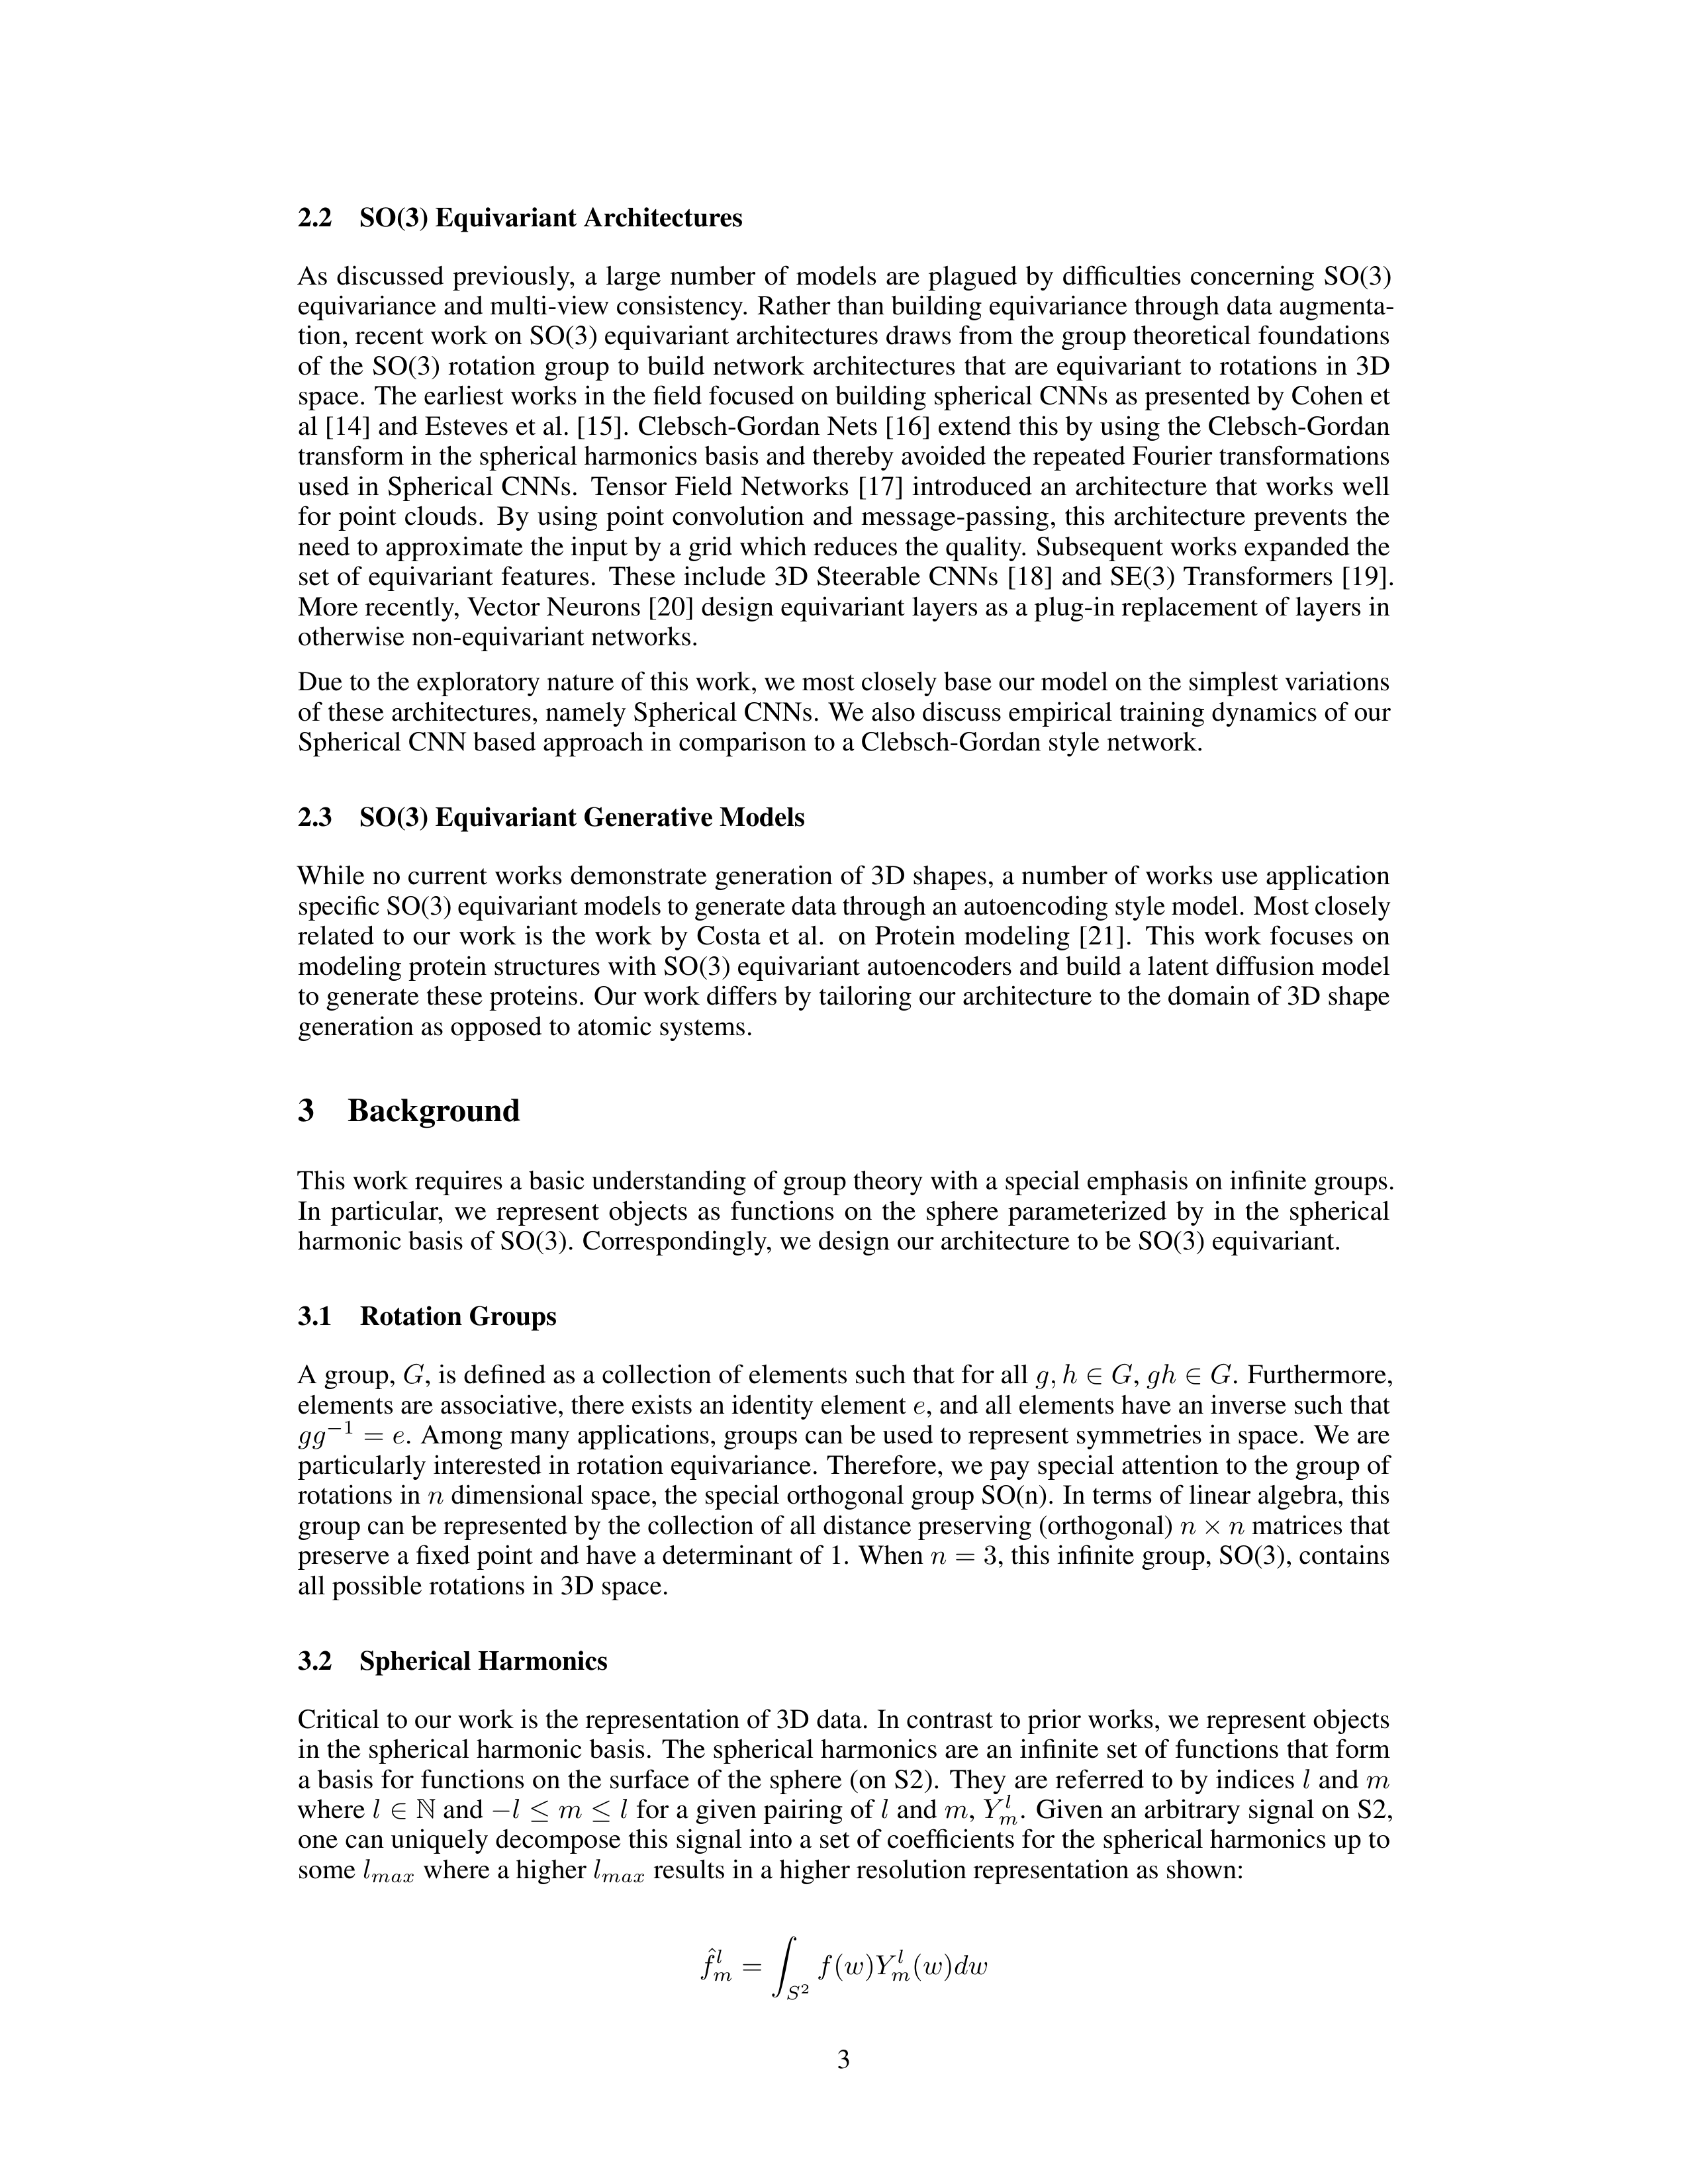 2.2 SO(3) Equivariant Architectures
As discussed previously, a large number of models are plagued by difficulties concerning SO(3)
equivariance and multi-view consistency. Rather than building equivariance through data augmenta-
tion, recent work on SO(3) equivariant architectures draws from the group theoretical foundations
of the SO(3) rotation group to build network architectures that are equivariant to rotations in 3D
space. The earliest works in the field focused on building spherical CNNs as presented by Cohen et
al [14] and Esteves et al. [15]. Clebsch-Gordan Nets [16] extend this by using the Clebsch-Gordan
transform in the spherical harmonics basis and thereby avoided the repeated Fourier transformations
used in Spherical CNNs. Tensor Field Networks [17] introduced an architecture that works well
for point clouds. By using point convolution and message-passing, this architecture prevents the
need to approximate the input by a grid which reduces the quality. Subsequent works expanded the
set of equivariant features. These include 3D Steerable CNNs [18] and SE(3) Transformers [19].
More recently, Vector Neurons [20] design equivariant layers as a plug-in replacement of layers in
otherwise non-equivariant networks.
Due to the exploratory nature of this work, we most closely base our model on the simplest variations
of these architectures, namely Spherical CNNs. We also discuss empirical training dynamics of our
Spherical CNN based approach in comparison to a Clebsch-Gordan style network.
2.3 SO(3) Equivariant Generative Models
While no current works demonstrate generation of 3D shapes, a number of works use application
specific SO(3) equivariant models to generate data through an autoencoding style model. Most closely
related to our work is the work by Costa et al. on Protein modeling [21]. This work focuses on
modeling protein structures with SO(3) equivariant autoencoders and build a latent diffusion model
to generate these proteins. Our work differs by tailoring our architecture to the domain of 3D shape
generation as opposed to atomic systems.
3 Background
This work requires a basic understanding of group theory with a special emphasis on infinite groups.
In particular, we represent objects as functions on the sphere parameterized by in the spherical
harmonic basis of SO(3). Correspondingly, we design our architecture to be SO(3) equivariant.
3.1 Rotation Groups
A group, G, is defined as a collection of elements such that for all g, h ∈ G, gh ∈ G. Furthermore,
elements are associative, there exists an identity element e, and all elements have an inverse such that
gg⁻¹ = e. Among many applications, groups can be used to represent symmetries in space. We are
particularly interested in rotation equivariance. Therefore, we pay special attention to the group of
rotations in n dimensional space, the special orthogonal group SO(n). In terms of linear algebra, this
group can be represented by the collection of all distance preserving (orthogonal) n × n matrices that
preserve a fixed point and have a determinant of 1. When n = 3, this infinite group, SO(3), contains
all possible rotations in 3D space.
3.2 Spherical Harmonics
Critical to our work is the representation of 3D data. In contrast to prior works, we represent objects
in the spherical harmonic basis. The spherical harmonics are an infinite set of functions that form
a basis for functions on the surface of the sphere (on S2). They are referred to by indices l and m
where l ∈ ℕ and −l ≤ m ≤ l for a given pairing of l and m, Y_m^l. Given an arbitrary signal on S2,
one can uniquely decompose this signal into a set of coefficients for the spherical harmonics up to
some l_max where a higher l_max results in a higher resolution representation as shown:
f̂_m^l = ∫_{S²} f(w)Y_m^l(w)dw
3